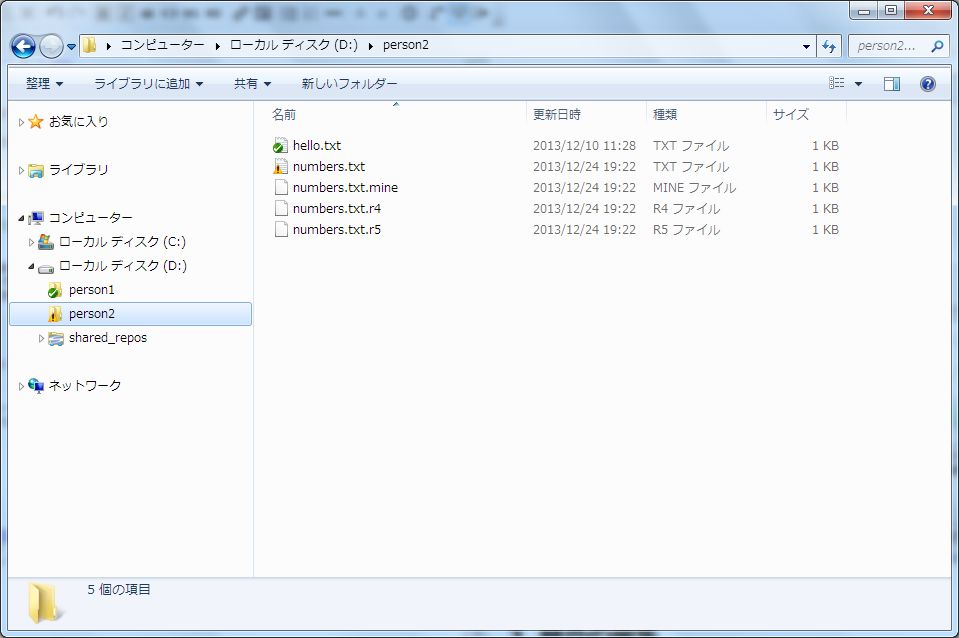 コンピューター ローカル ディスク (D:) person2 person2...
整理 ライブラリに追加 共有 新しいフォルダー
お気に入り
ライブラリ
コンピューター
ローカル ディスク (C:)
ローカル ディスク (D:)
person1
person2
shared_repos
ネットワーク
名前 更新日時 種類 サイズ
hello.txt 2013/12/10 11:28 TXT ファイル 1 KB
numbers.txt 2013/12/24 19:22 TXT ファイル 1 KB
numbers.txt.mine 2013/12/24 19:22 MINE ファイル 1 KB
numbers.txt.r4 2013/12/24 19:22 R4 ファイル 1 KB
numbers.txt.r5 2013/12/24 19:22 R5 ファイル 1 KB
5 個の項目